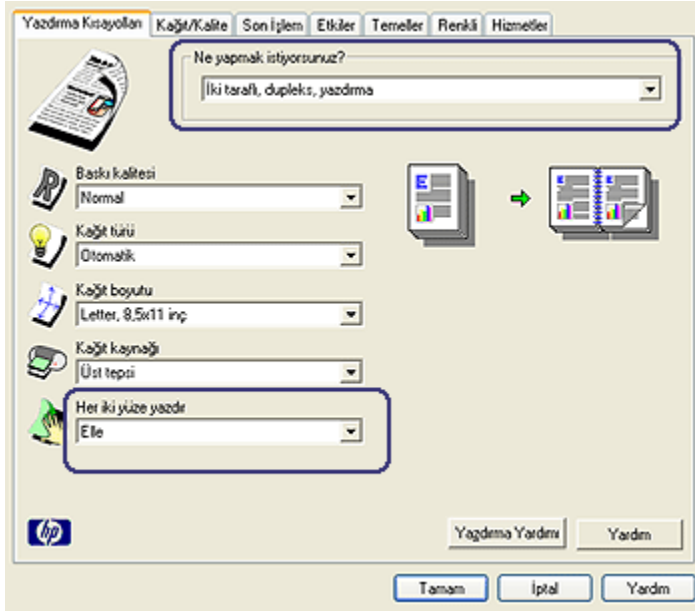 Yazdırma Kısayolları Kağıt/Kalite Son İşlem Etkiler Temeller Renkli Hizmetler
Ne yapmak istiyorsunuz?
İki taraflı, dupleks, yazdırma
Baskı kalitesi
Normal
Kağıt türü
Otomatik
Kağıt boyutu
Letter, 8,5x11 inç
Kağıt kaynağı
Üst tepsi
Her iki yüze yazdır
Elle
hp
Yazdırma Yardımı Yardım
Tamam İptal Yardım